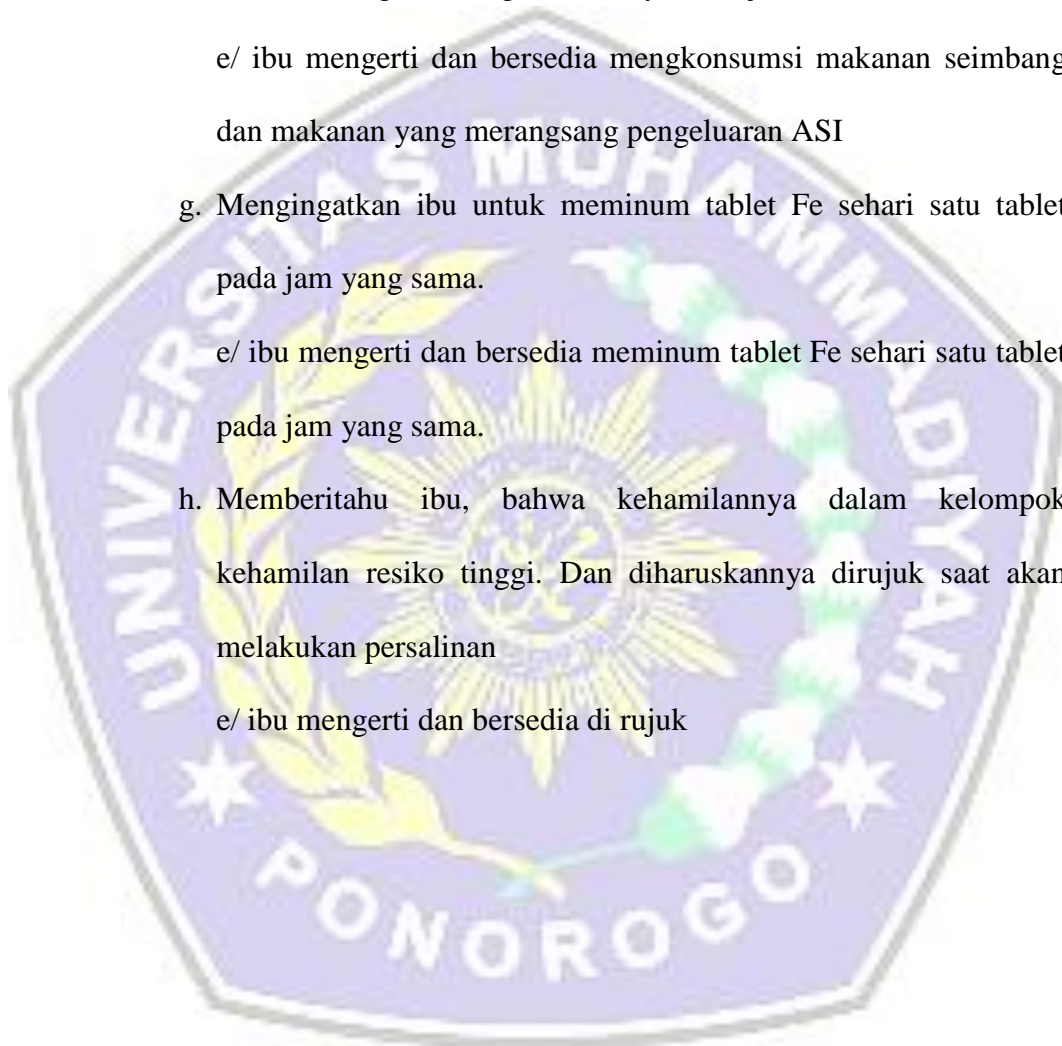 e/ ibu mengerti dan bersedia mengkonsumsi makanan seimbang
dan makanan yang merangsang pengeluaran ASI
g. Mengingatkan ibu untuk meminum tablet Fe sehari satu tablet
pada jam yang sama.
e/ ibu mengerti dan bersedia meminum tablet Fe sehari satu tablet
pada jam yang sama.
h. Memberitahu ibu, bahwa kehamilannya dalam kelompok
kehamilan resiko tinggi. Dan diharuskannya dirujuk saat akan
melakukan persalinan
e/ ibu mengerti dan bersedia di rujuk
UNIVERSITAS MUHAMMADIYAH
PONOROGO